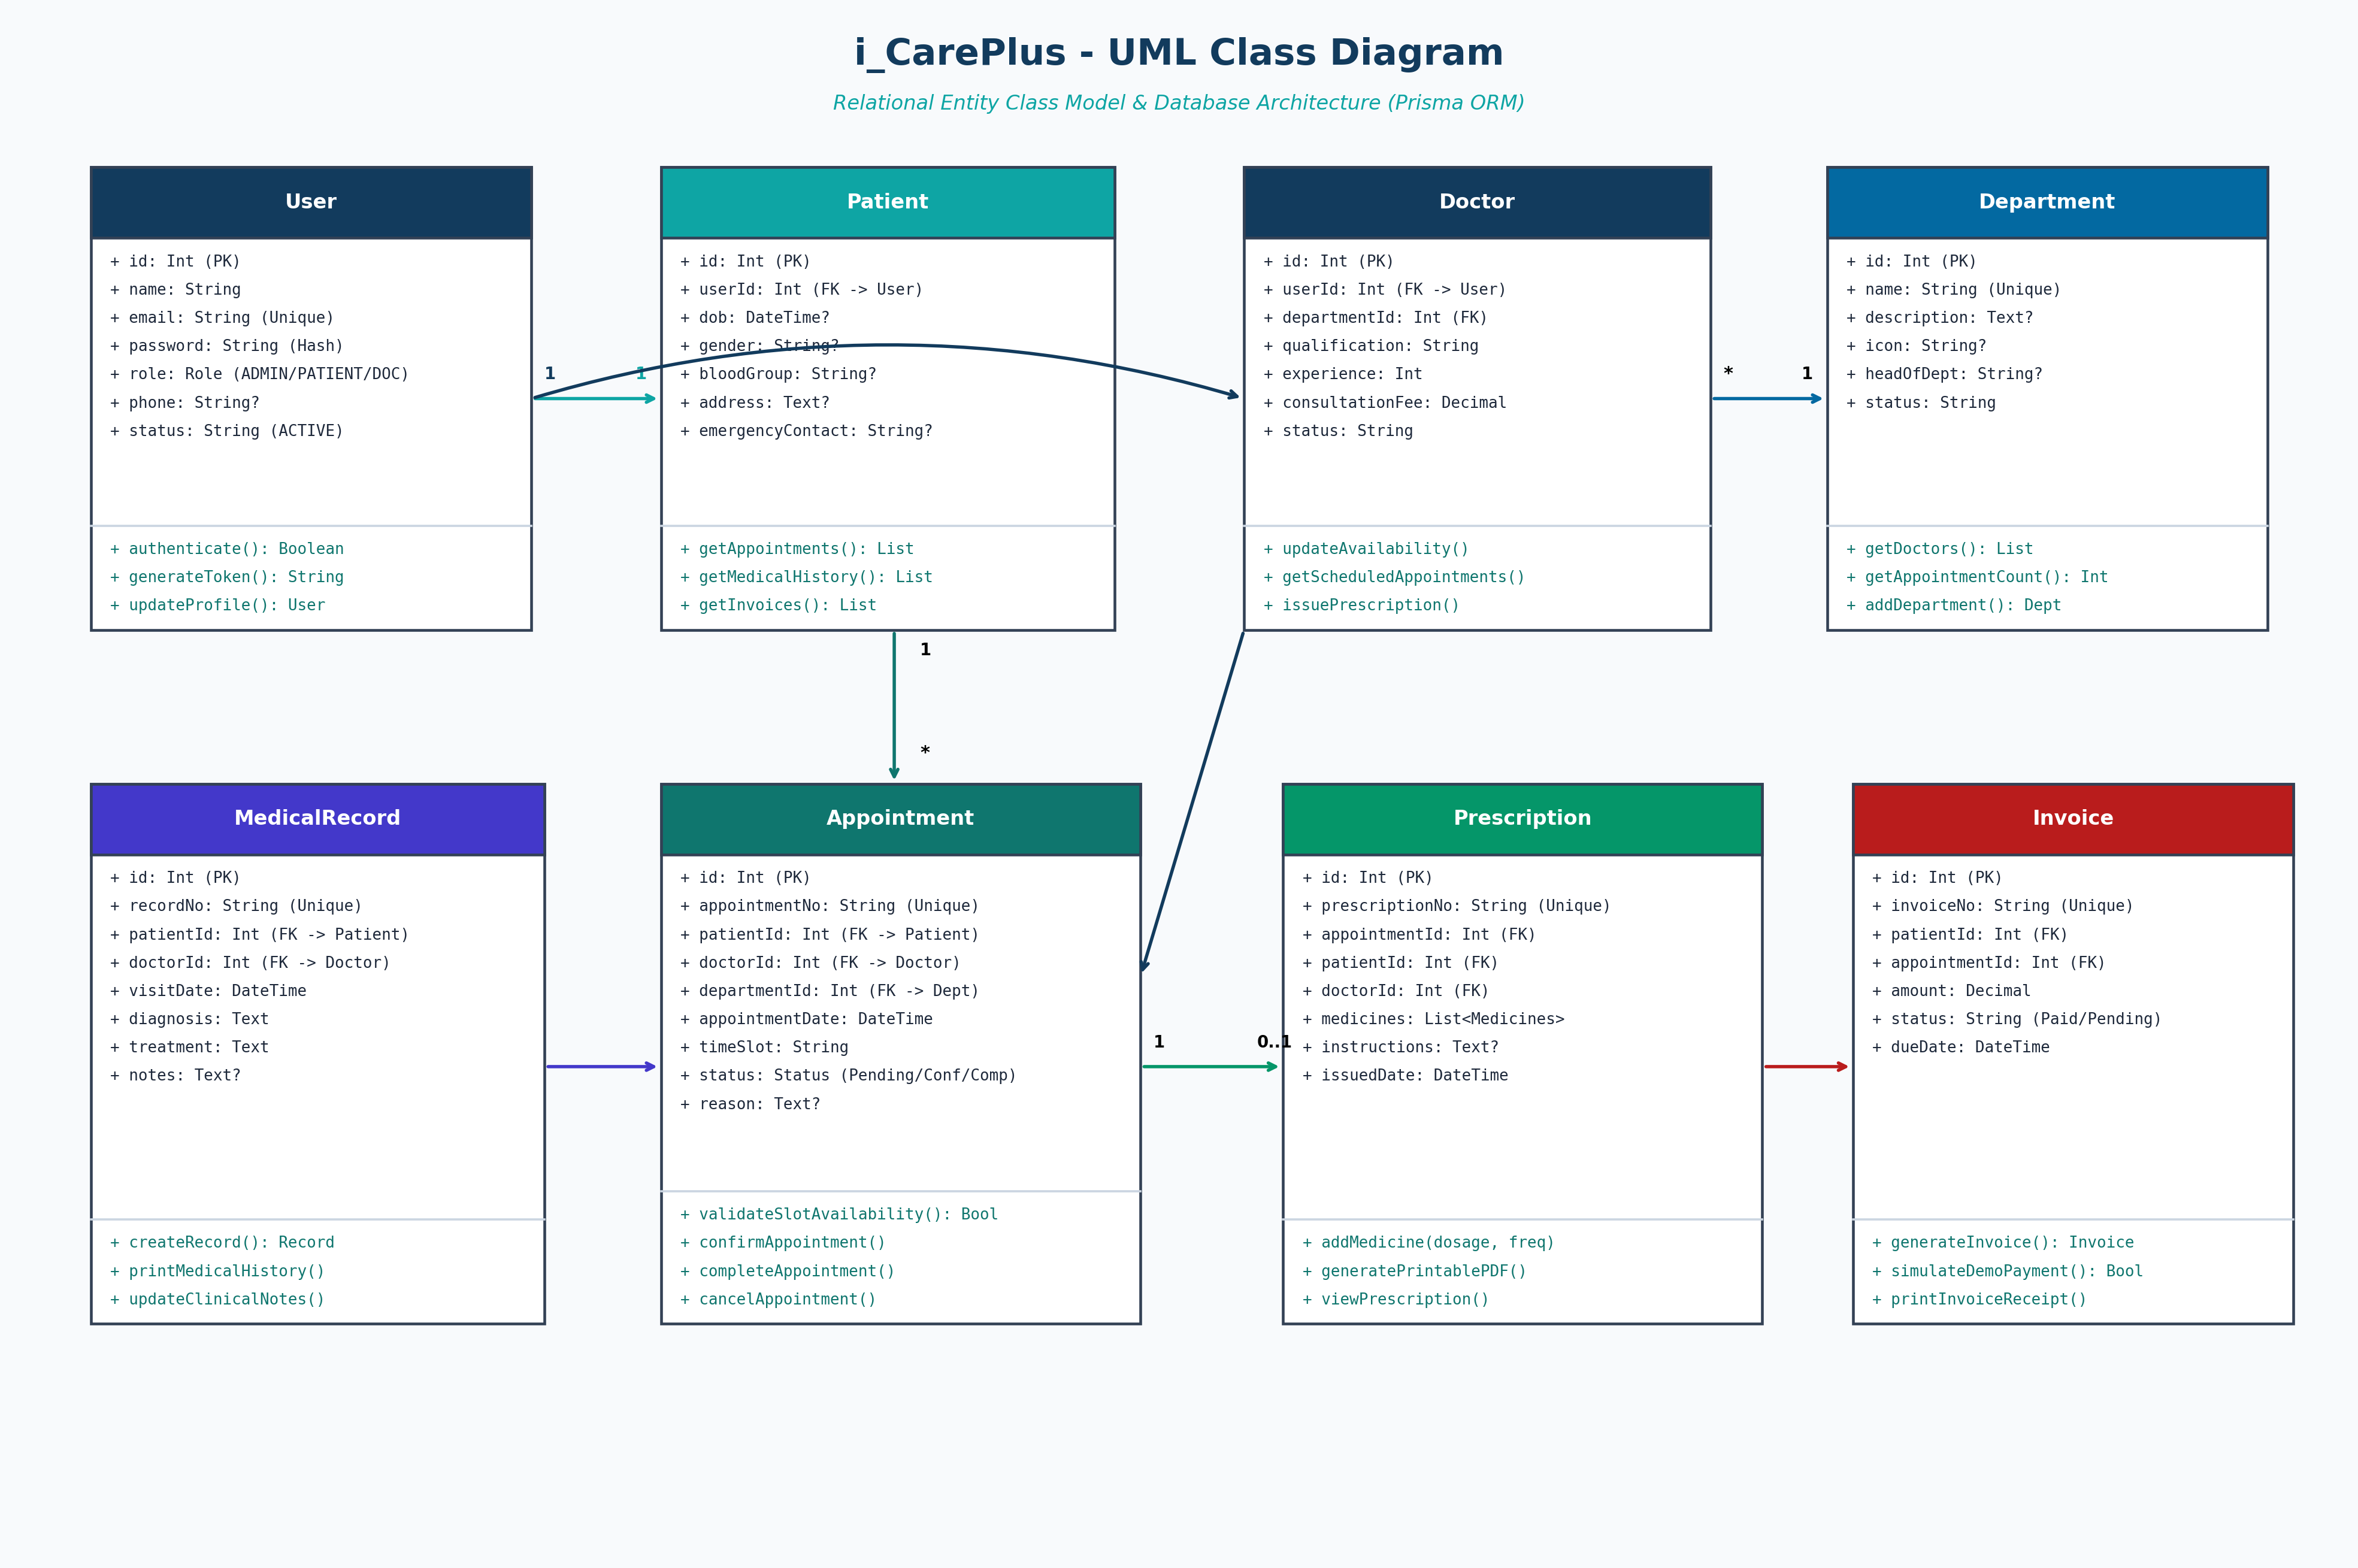 i_CarePlus - UML Class Diagram
Relational Entity Class Model & Database Architecture (Prisma ORM)
User
+ id: Int (PK)
+ name: String
+ email: String (Unique)
+ password: String (Hash)
+ role: Role (ADMIN/PATIENT/DOC)
+ phone: String?
+ status: String (ACTIVE)
+ authenticate(): Boolean
+ generateToken(): String
+ updateProfile(): User
1
1
Patient
+ id: Int (PK)
+ userId: Int (FK -> User)
+ dob: DateTime?
+ gender: String?
+ bloodGroup: String?
+ address: Text?
+ emergencyContact: String?
+ getAppointments(): List
+ getMedicalHistory(): List
+ getInvoices(): List
Doctor
+ id: Int (PK)
+ userId: Int (FK -> User)
+ departmentId: Int (FK)
+ qualification: String
+ experience: Int
+ consultationFee: Decimal
+ status: String
+ updateAvailability()
+ getScheduledAppointments()
+ issuePrescription()
*
1
Department
+ id: Int (PK)
+ name: String (Unique)
+ description: Text?
+ icon: String?
+ headOfDept: String?
+ status: String
+ getDoctors(): List
+ getAppointmentCount(): Int
+ addDepartment(): Dept
1
*
MedicalRecord
+ id: Int (PK)
+ recordNo: String (Unique)
+ patientId: Int (FK -> Patient)
+ doctorId: Int (FK -> Doctor)
+ visitDate: DateTime
+ diagnosis: Text
+ treatment: Text
+ notes: Text?
+ createRecord(): Record
+ printMedicalHistory()
+ updateClinicalNotes()
Appointment
+ id: Int (PK)
+ appointmentNo: String (Unique)
+ patientId: Int (FK -> Patient)
+ doctorId: Int (FK -> Doctor)
+ departmentId: Int (FK -> Dept)
+ appointmentDate: DateTime
+ timeSlot: String
+ status: Status (Pending/Conf/Comp)
+ reason: Text?
+ validateSlotAvailability(): Bool
+ confirmAppointment()
+ completeAppointment()
+ cancelAppointment()
1
0..1
Prescription
+ id: Int (PK)
+ prescriptionNo: String (Unique)
+ appointmentId: Int (FK)
+ patientId: Int (FK)
+ doctorId: Int (FK)
+ medicines: List<Medicines>
+ instructions: Text?
+ issuedDate: DateTime
+ addMedicine(dosage, freq)
+ generatePrintablePDF()
+ viewPrescription()
Invoice
+ id: Int (PK)
+ invoiceNo: String (Unique)
+ patientId: Int (FK)
+ appointmentId: Int (FK)
+ amount: Decimal
+ status: String (Paid/Pending)
+ dueDate: DateTime
+ generateInvoice(): Invoice
+ simulateDemoPayment(): Bool
+ printInvoiceReceipt()